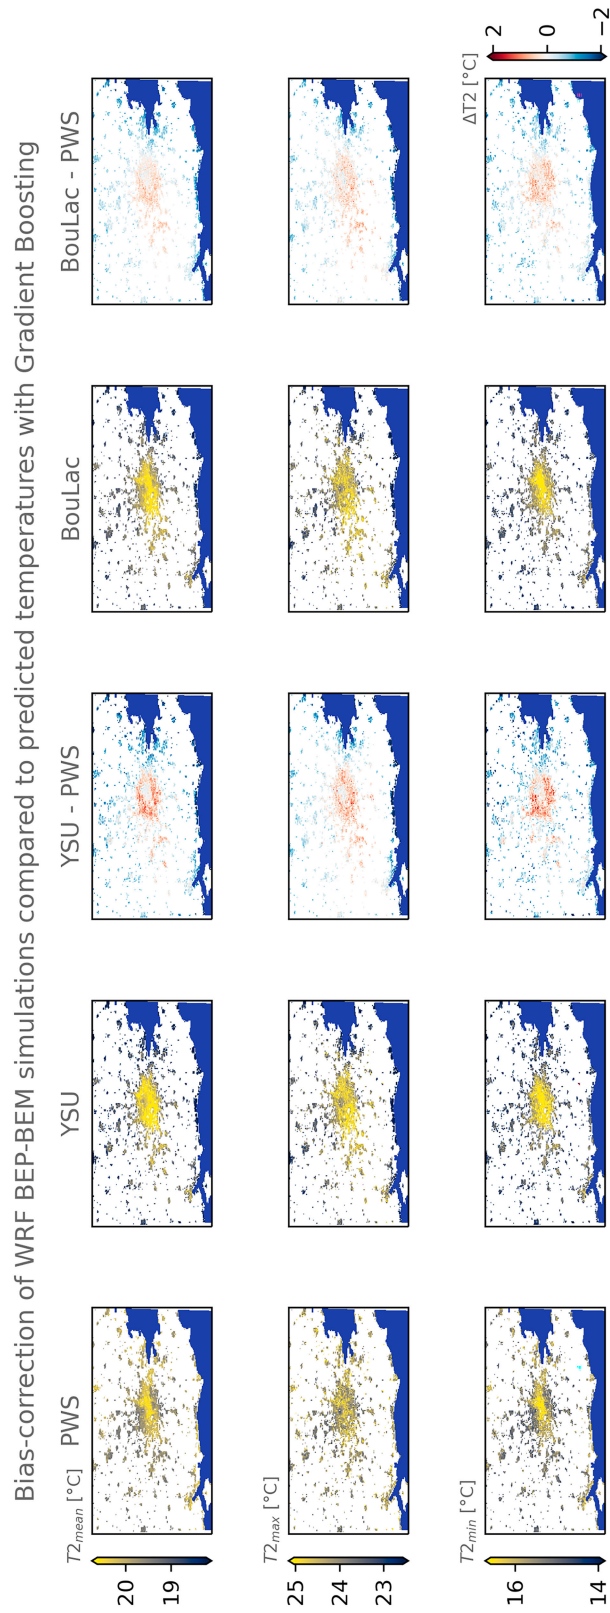 Bias-correction of WRF BEP-BEM simulations compared to predicted temperatures with Gradient Boosting
PWS
YSU
YSU - PWS
BouLac
BouLac - PWS
T2mean [°C]
20
19
T2max [°C]
25
24
23
T2min [°C]
16
14
ΔT2 [°C]
2
0
−2